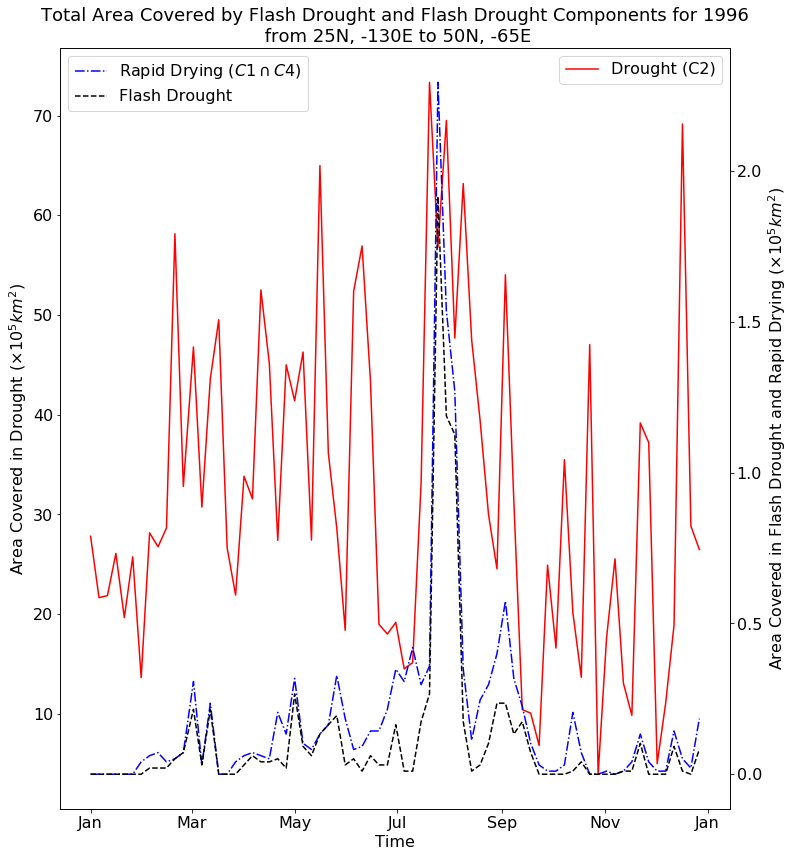 Total Area Covered by Flash Drought and Flash Drought Components for 1996
from 25N, -130E to 50N, -65E
Rapid Drying (C1 ∩ C4)
Flash Drought
Drought (C2)
Area Covered in Drought (×10⁵km²)
70
60
50
40
30
20
10
2.0
1.5
1.0
0.5
0.0
Area Covered in Flash Drought and Rapid Drying (×10⁵km²)
Jan
Mar
May
Jul
Sep
Nov
Jan
Time